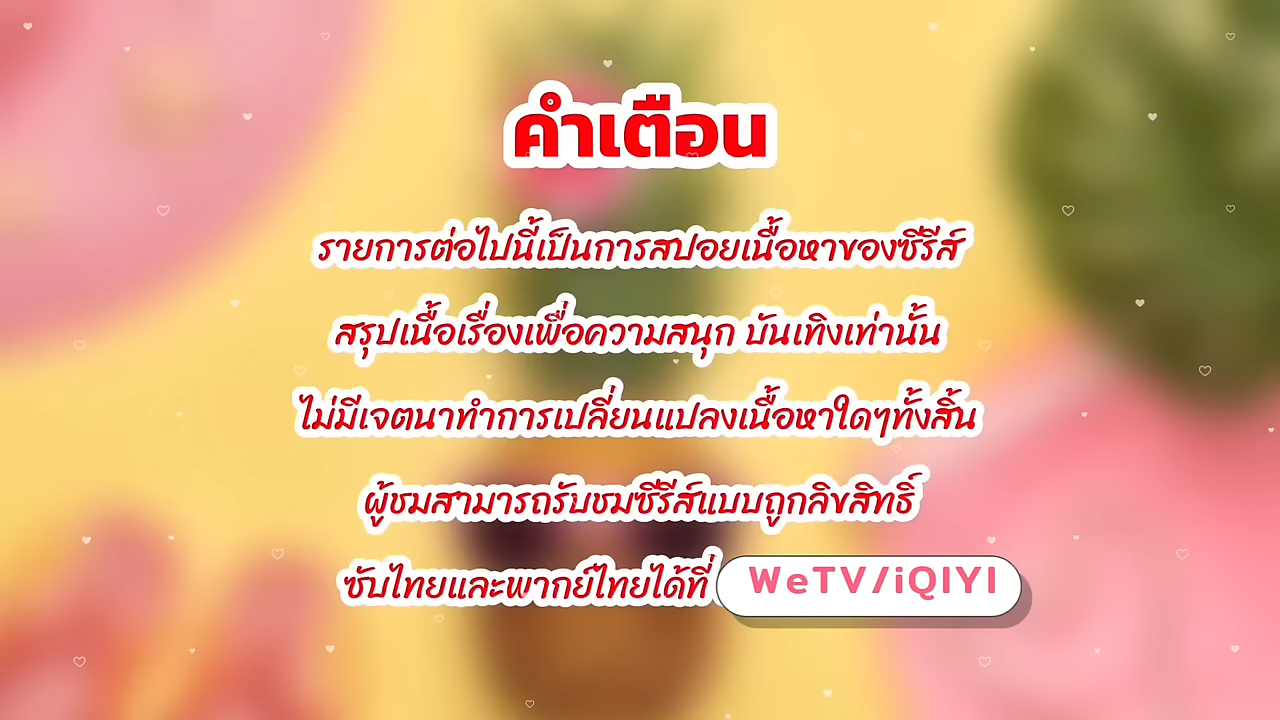 คำเตือน
รายการต่อไปนี้เป็นการสปอยเนื้อหาของซีรีส์
สรุปเนื้อเรื่องเพื่อความสนุก บันเทิงเท่านั้น
ไม่มีเจตนาทำการเปลี่ยนแปลงเนื้อหาใดๆทั้งสิ้น
ผู้ชมสามารถรับชมซีรีส์แบบถูกลิขสิทธิ์
ซับไทยและพากย์ไทยได้ที่ WeTV/iQIYI